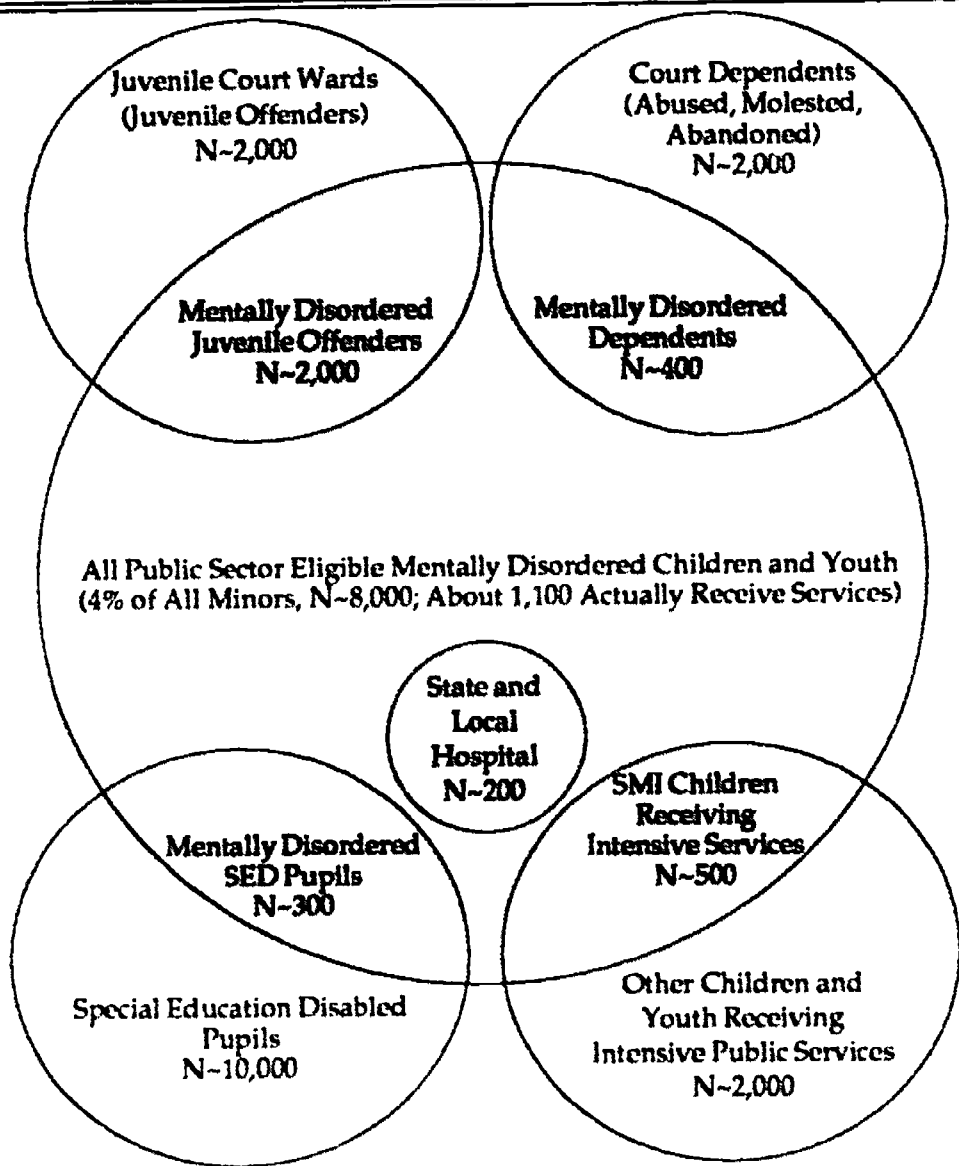 Juvenile Court Wards
(Juvenile Offenders)
N~2,000
Court Dependents
(Abused, Molested,
Abandoned)
N~2,000
Mentally Disordered
Juvenile Offenders
N~2,000
Mentally Disordered
Dependents
N~400
All Public Sector Eligible Mentally Disordered Children and Youth
(4% of All Minors, N~8,000; About 1,100 Actually Receive Services)
State and
Local
Hospital
N~200
Mentally Disordered
SED Pupils
N~300
SMI Children
Receiving
Intensive Services
N~500
Special Education Disabled
Pupils
N~10,000
Other Children and
Youth Receiving
Intensive Public Services
N~2,000